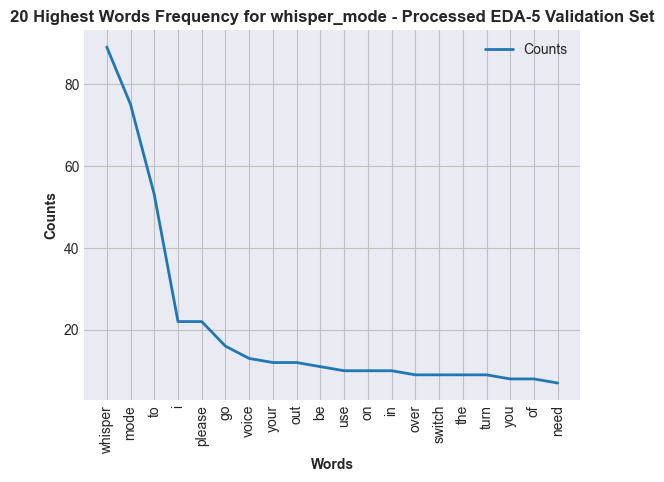 20 Highest Words Frequency for whisper_mode - Processed EDA-5 Validation Set
Counts
80
60
40
20
Counts
whisper
mode
to
i
please
go
voice
your
out
be
use
on
in
over
switch
the
turn
you
of
need
Words